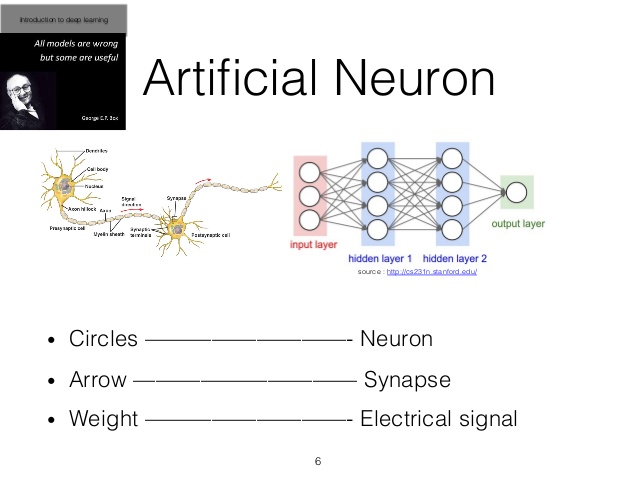 Introduction to deep learning
All models are wrong
but some are useful
George E.P. Box
Artificial Neuron
Dendrites
Cell body
Nucleus
Axon hillock
Axon
Signal
direction
Synapse
Presynaptic cell
Myelin sheath
Synaptic
terminals
Postsynaptic cell
input layer
hidden layer 1
hidden layer 2
output layer
source : http://cs231n.stanford.edu/
• Circles —————————- Neuron
• Arrow —————————— Synapse
• Weight —————————- Electrical signal
6